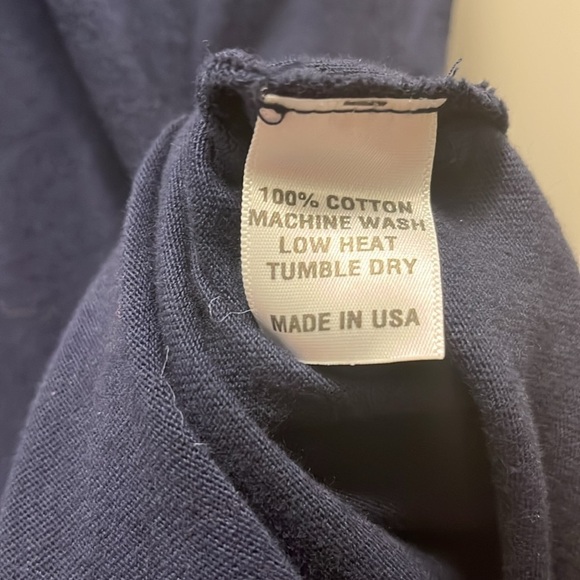 100% COTTON
MACHINE WASH
LOW HEAT
TUMBLE DRY
MADE IN USA